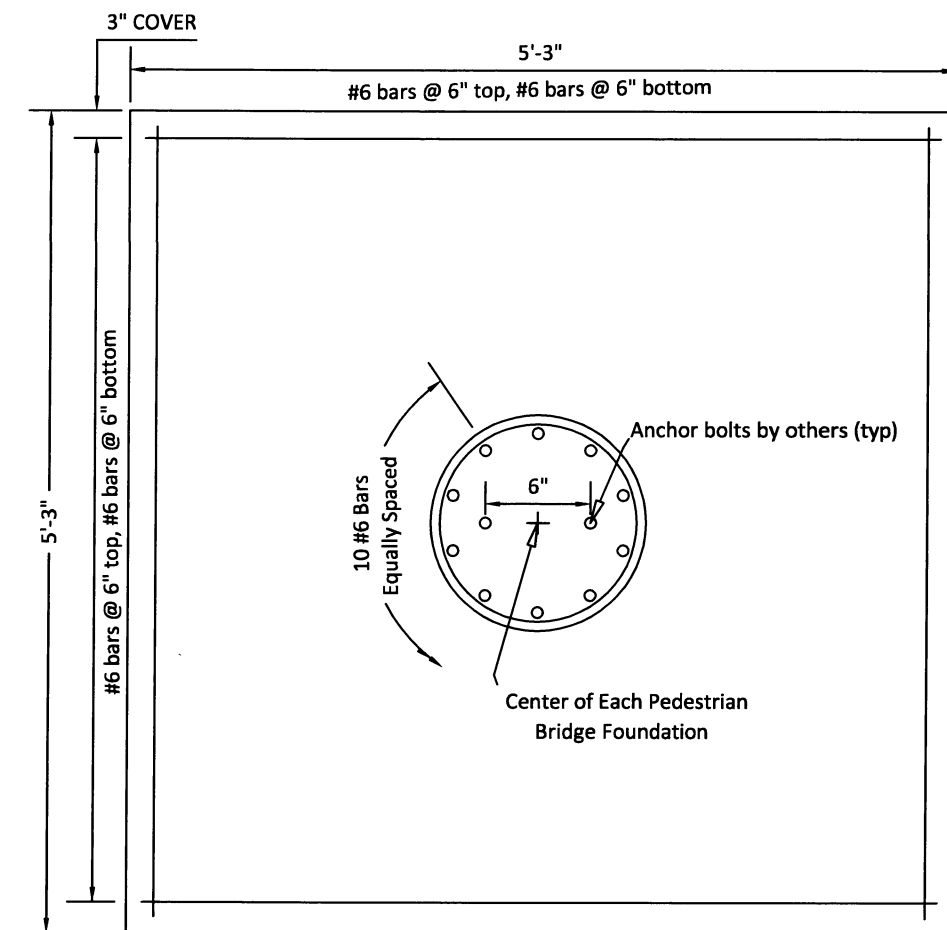 3" COVER
5'-3"
#6 bars @ 6" top, #6 bars @ 6" bottom
5'-3"
#6 bars @ 6" top, #6 bars @ 6" bottom
10 #6 Bars
Equally Spaced
6"
Anchor bolts by others (typ)
Center of Each Pedestrian
Bridge Foundation